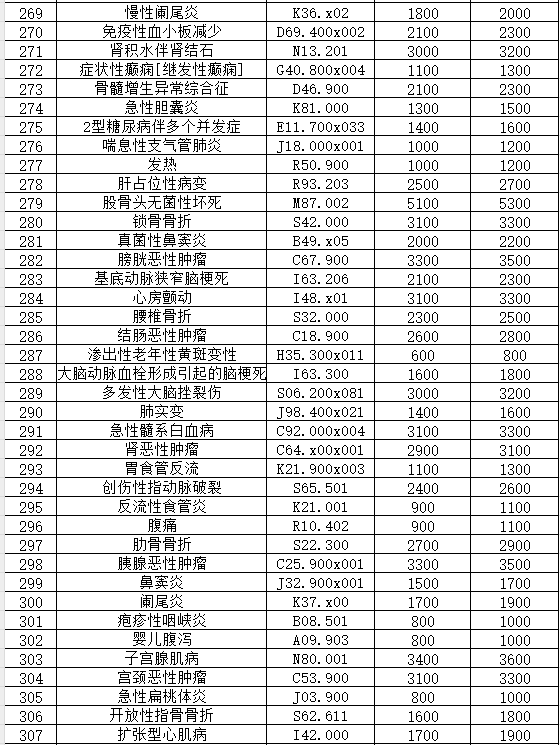 269 慢性阑尾炎 K36.x02 1800 2000
270 免疫性血小板减少 D69.400x002 2100 2300
271 肾积水伴肾结石 N13.201 3000 3200
272 症状性癫痫[继发性癫痫] G40.800x004 1100 1300
273 骨髓增生异常综合征 D46.900 2100 2300
274 急性胆囊炎 K81.000 1300 1500
275 2型糖尿病伴多个并发症 E11.700x033 1400 1600
276 喘息性支气管肺炎 J18.000x001 1000 1200
277 发热 R50.900 1000 1200
278 肝占位性病变 R93.203 2500 2700
279 股骨头无菌性坏死 M87.002 5100 5300
280 锁骨骨折 S42.000 3100 3300
281 真菌性鼻窦炎 B49.x05 2000 2200
282 膀胱恶性肿瘤 C67.900 3300 3500
283 基底动脉狭窄脑梗死 I63.206 2100 2300
284 心房颤动 I48.x01 3100 3300
285 腰椎骨折 S32.000 2300 2500
286 结肠恶性肿瘤 C18.900 2600 2800
287 渗出性老年性黄斑变性 H35.300x011 600 800
288 大脑动脉血栓形成引起的脑梗死 I63.300 1600 1800
289 多发性大脑挫裂伤 S06.200x081 3000 3200
290 肺实变 J98.400x021 1400 1600
291 急性髓系白血病 C92.000x004 3100 3300
292 肾恶性肿瘤 C64.x00x001 2900 3100
293 胃食管反流 K21.900x003 1100 1300
294 创伤性指动脉破裂 S65.501 2400 2600
295 反流性食管炎 K21.001 900 1100
296 腹痛 R10.402 900 1100
297 肋骨骨折 S22.300 2700 2900
298 胰腺恶性肿瘤 C25.900x001 3300 3500
299 鼻窦炎 J32.900x001 1500 1700
300 阑尾炎 K37.x00 1700 1900
301 疱疹性咽峡炎 B08.501 800 1000
302 婴儿腹泻 A09.903 800 1000
303 子宫腺肌病 N80.001 3400 3600
304 宫颈恶性肿瘤 C53.900 3100 3300
305 急性扁桃体炎 J03.900 800 1000
306 开放性指骨骨折 S62.611 1600 1800
307 扩张型心肌病 I42.000 1700 1900